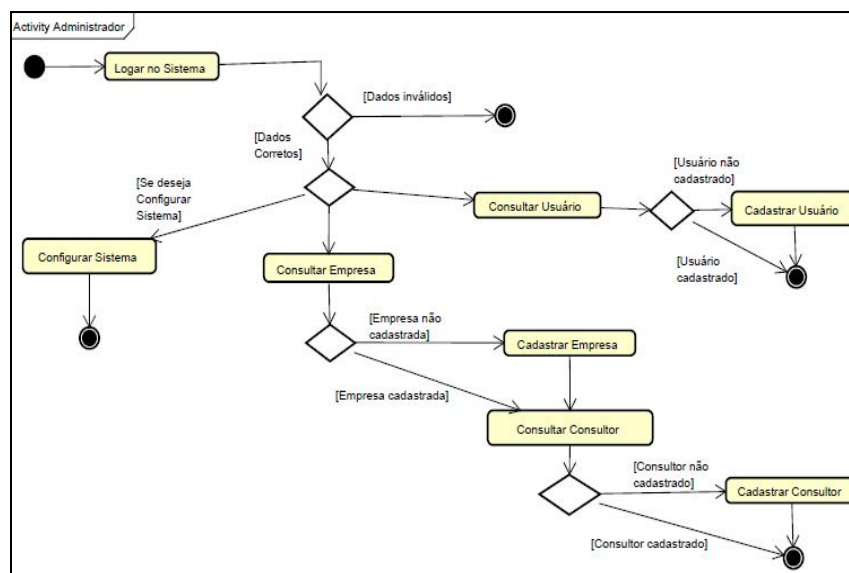 Activity Administrador
Logar no Sistema
[Dados inválidos]
[Dados
Corretos]
[Se deseja
Configurar
Sistema]
[Usuário não
cadastrado]
Consultar Usuário
Cadastrar Usuário
[Usuário
cadastrado]
Configurar Sistema
Consultar Empresa
[Empresa não
cadastrada]
Cadastrar Empresa
[Empresa cadastrada]
Consultar Consultor
[Consultor não
cadastrado]
Cadastrar Consultor
[Consultor cadastrado]